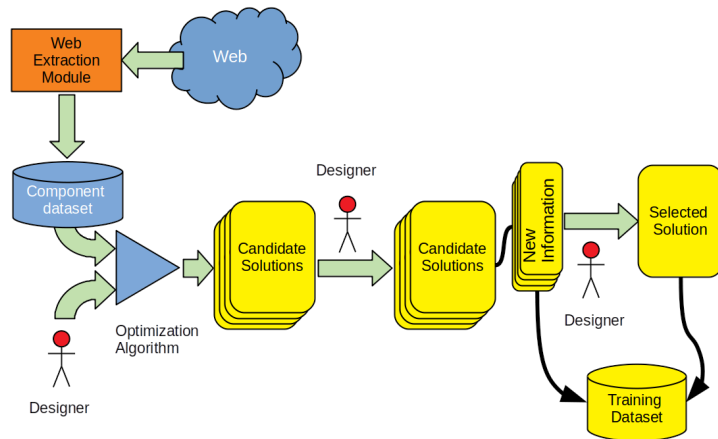 Web
Extraction
Module
Web
Component
dataset
Optimization
Algorithm
Designer
Candidate
Solutions
Designer
Candidate
Solutions
New
Information
Designer
Selected
Solution
Training
Dataset